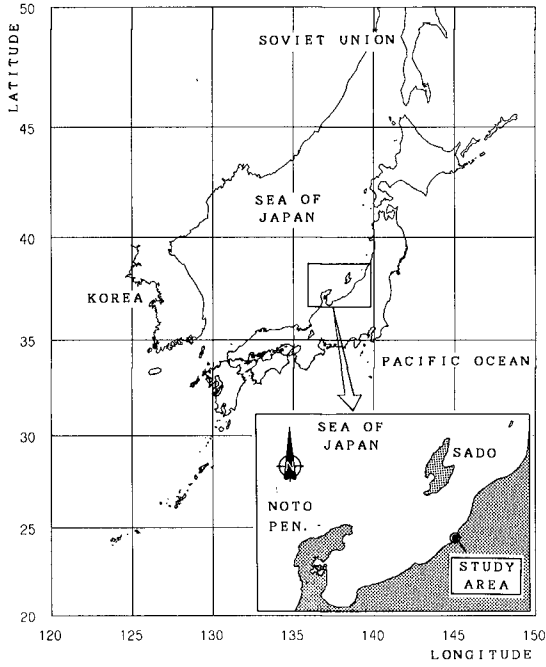 LATITUDE
50
45
40
35
30
25
20
SOVIET UNION
SEA OF
JAPAN
KOREA
PACIFIC OCEAN
SEA OF
JAPAN
N
SADO
NOTO
PEN.
STUDY
AREA
120
125
130
135
140
145
150
LONGITUDE